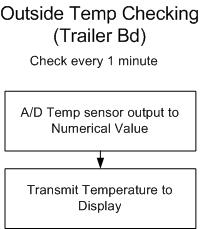 Outside Temp Checking
(Trailer Bd)
Check every 1 minute
A/D Temp sensor output to
Numerical Value
Transmit Temperature to
Display